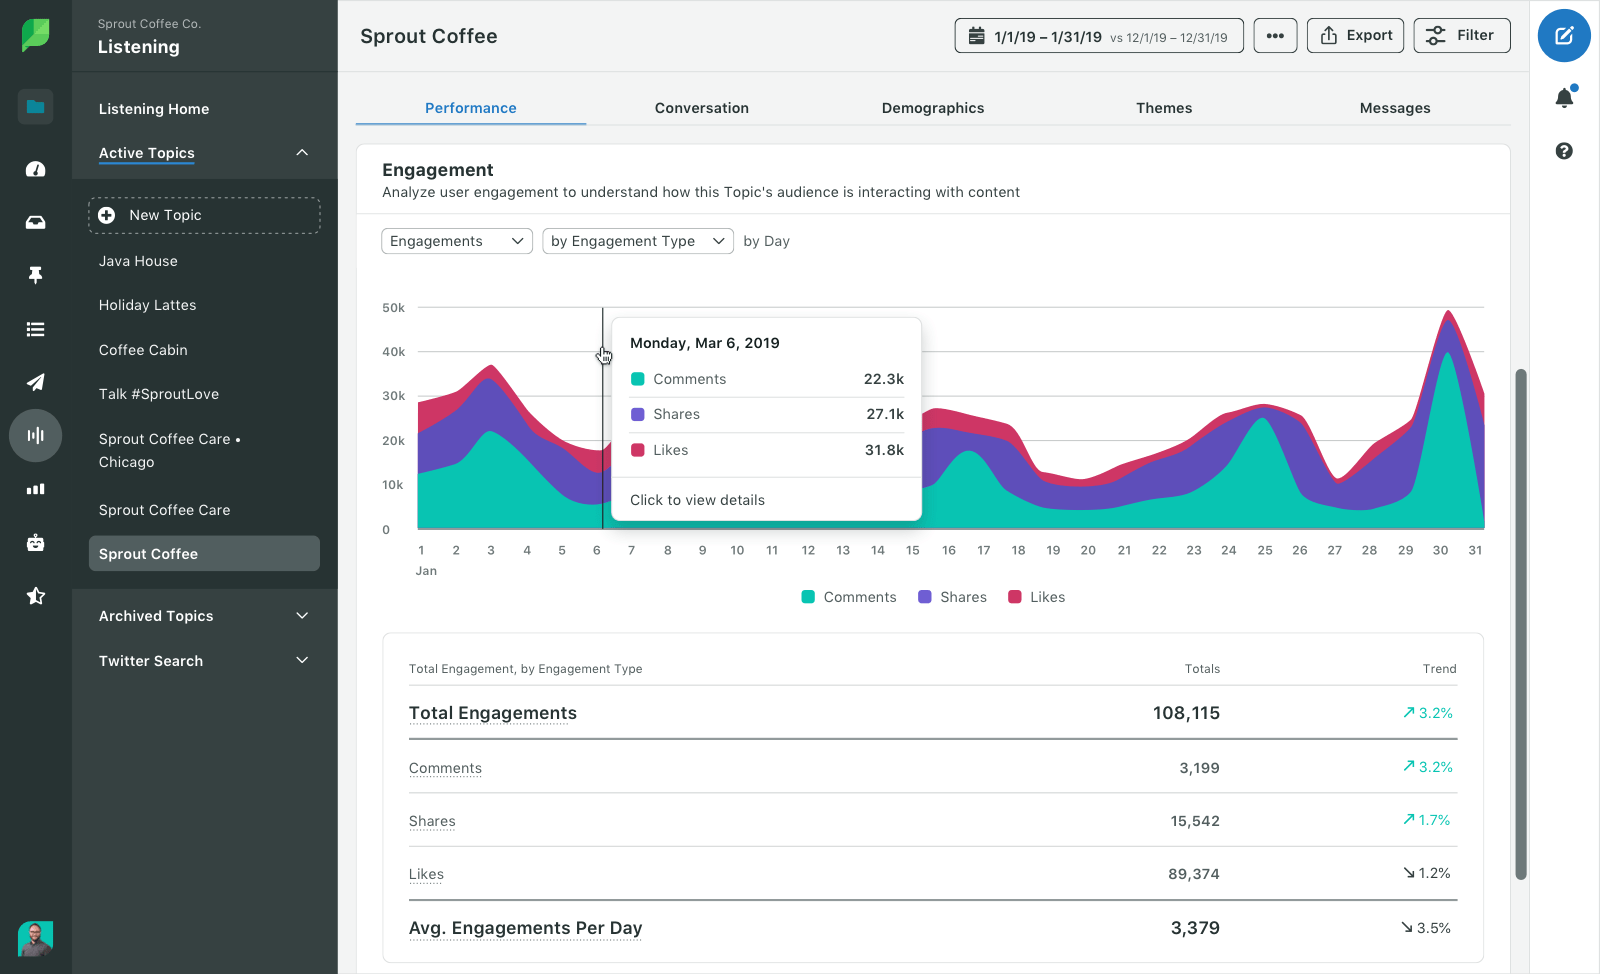 Sprout Coffee Co.
Listening
Listening Home
Active Topics
New Topic
Java House
Holiday Lattes
Coffee Cabin
Talk #SproutLove
Sprout Coffee Care •
Chicago
Sprout Coffee Care
Sprout Coffee
Archived Topics
Twitter Search
Sprout Coffee
1/1/19 – 1/31/19 vs 12/1/19 – 12/31/19
Export
Filter
Performance Conversation Demographics Themes Messages
Engagement
Analyze user engagement to understand how this Topic's audience is interacting with content
Engagements by Engagement Type by Day
50k
40k
30k
20k
10k
0
Monday, Mar 6, 2019
Comments 22.3k
Shares 27.1k
Likes 31.8k
Click to view details
1 2 3 4 5 6 7 8 9 10 11 12 13 14 15 16 17 18 19 20 21 22 23 24 25 26 27 28 29 30 31
Jan
Comments Shares Likes
Total Engagement, by Engagement Type Totals Trend
Total Engagements 108,115 3.2%
Comments 3,199 3.2%
Shares 15,542 1.7%
Likes 89,374 1.2%
Avg. Engagements Per Day 3,379 3.5%